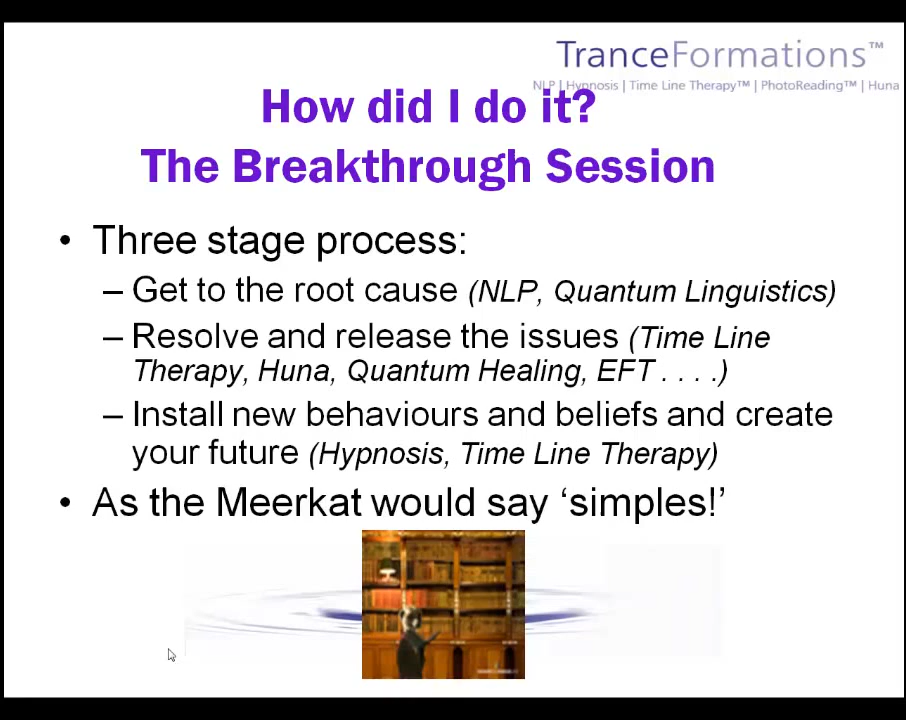 TranceFormations™
NLP | Hypnosis | Time Line Therapy™ | PhotoReading™ | Huna
How did I do it?
The Breakthrough Session
• Three stage process:
– Get to the root cause (NLP, Quantum Linguistics)
– Resolve and release the issues (Time Line
Therapy, Huna, Quantum Healing, EFT . . . .)
– Install new behaviours and beliefs and create
your future (Hypnosis, Time Line Therapy)
• As the Meerkat would say ‘simples!’